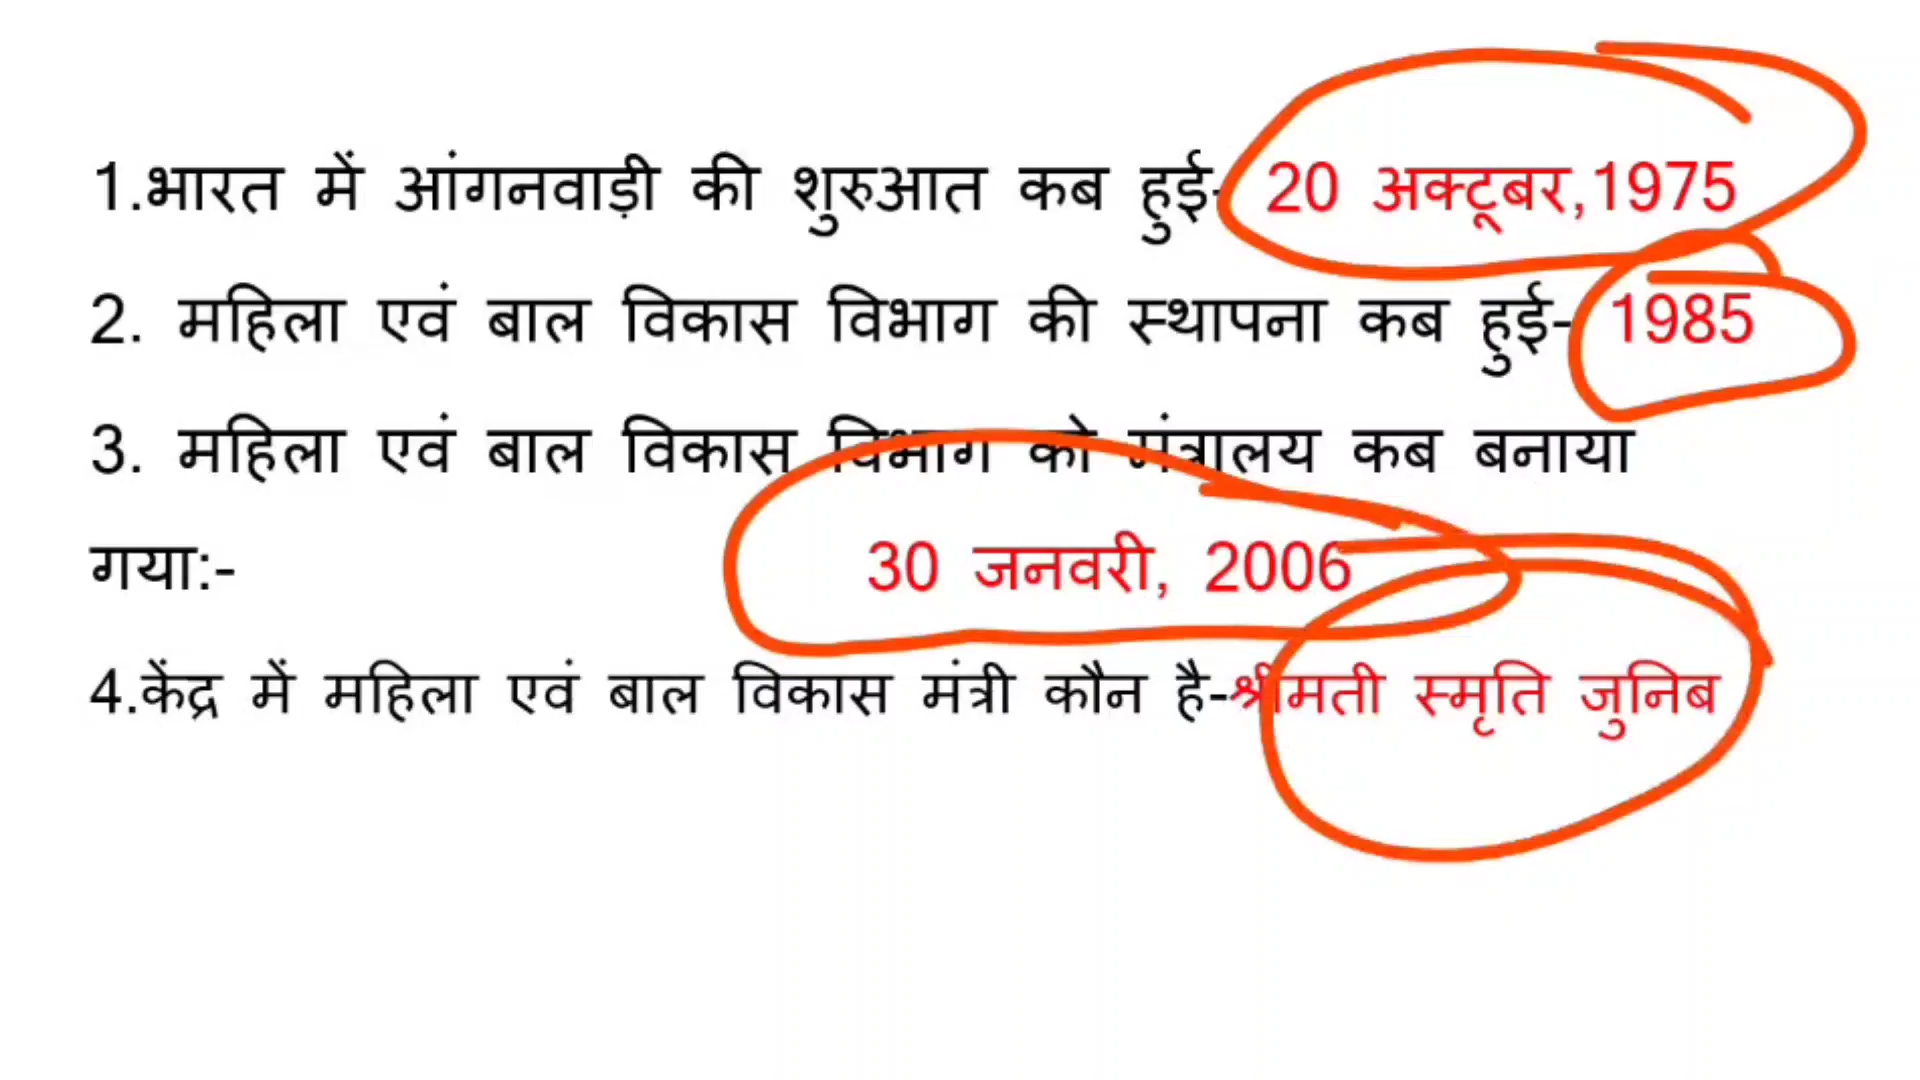 1.भारत में आंगनवाड़ी की शुरुआत कब हुई- 20 अक्टूबर,1975
2. महिला एवं बाल विकास विभाग की स्थापना कब हुई- 1985
3. महिला एवं बाल विकास विभाग को मंत्रालय कब बनाया
गया:- 30 जनवरी, 2006
4.केंद्र में महिला एवं बाल विकास मंत्री कौन है-श्रीमती स्मृति जुनिब